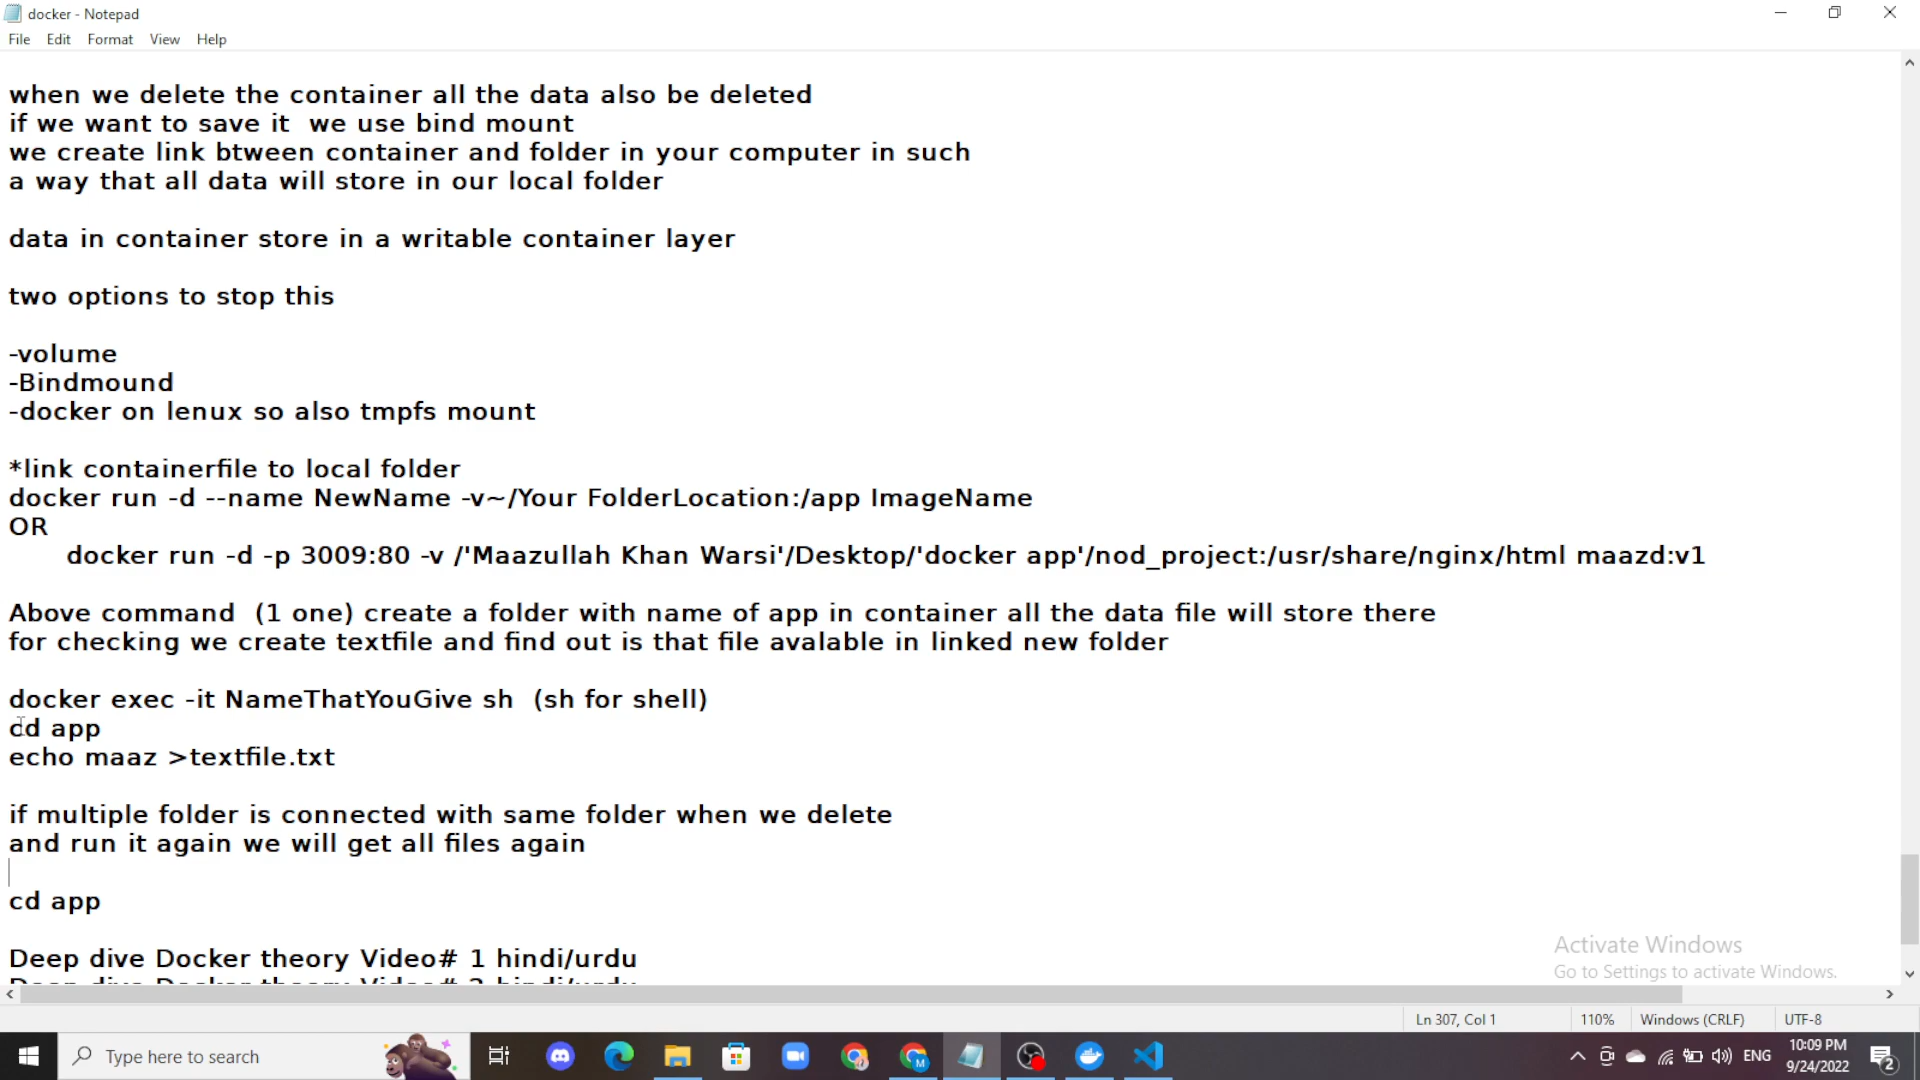 docker - Notepad
File Edit Format View Help
when we delete the container all the data also be deleted
if we want to save it  we use bind mount
we create link btween container and folder in your computer in such
a way that all data will store in our local folder
data in container store in a writable container layer
two options to stop this
-volume
-Bindmound
-docker on lenux so also tmpfs mount
*link containerfile to local folder
docker run -d --name NewName -v~/Your FolderLocation:/app ImageName
OR
docker run -d -p 3009:80 -v /'Maazullah Khan Warsi'/Desktop/'docker app'/nod_project:/usr/share/nginx/html maazd:v1
Above command  (1 one) create a folder with name of app in container all the data file will store there
for checking we create textfile and find out is that file avalable in linked new folder
docker exec -it NameThatYouGive sh  (sh for shell)
cd app
echo maaz >textfile.txt
if multiple folder is connected with same folder when we delete
and run it again we will get all files again
cd app
Deep dive Docker theory Video# 1 hindi/urdu
Activate Windows
Go to Settings to activate Windows.
Ln 307, Col 1 110% Windows (CRLF) UTF-8
Type here to search
ENG
10:09 PM
9/24/2022
2